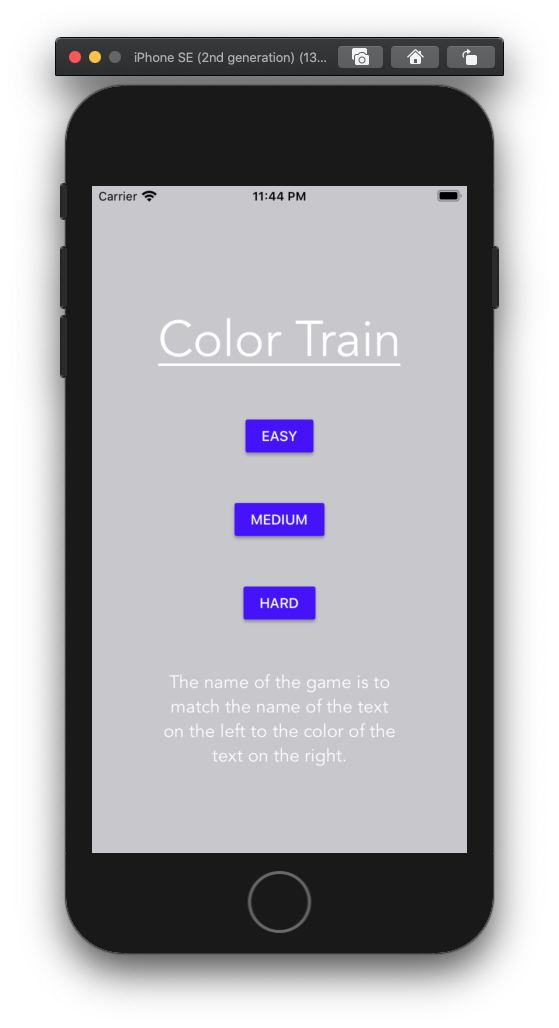 iPhone SE (2nd generation) (13...
Carrier 11:44 PM
Color Train
EASY
MEDIUM
HARD
The name of the game is to
match the name of the text
on the left to the color of the
text on the right.